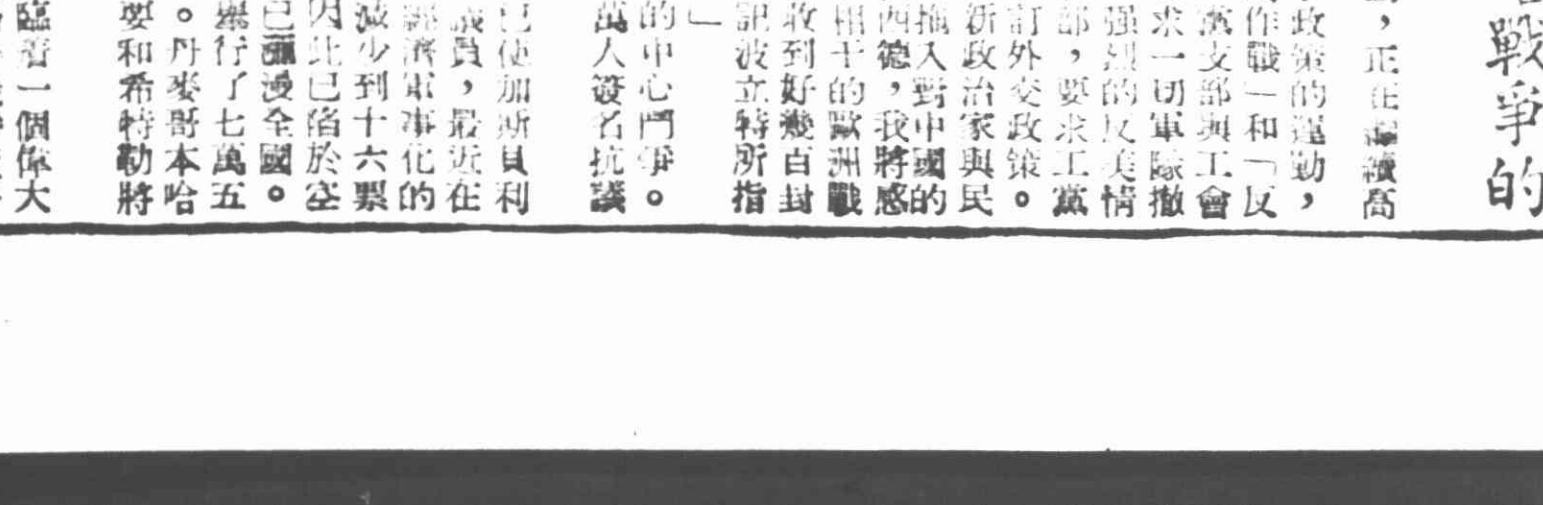 戰爭的
,正在繼續高
政策的運動,
作戰」和「反
黨支部與工會
求一切軍隊撤
強烈的反美情
部,要求工黨
訂外交政策。
新政治家與民
拖入對中國的
西德,我將感
相干的歐洲戰
收到好幾百封
訊波立特所指
」
的中心鬥爭。
萬人簽名抗議
已使加斯貝利
議員,最近在
經濟軍事化的
減少到十六票
因此已陷於空
已瀰漫全國。
舉行了七萬五
。丹麥哥本哈
要和希特勒將
臨着一個偉大